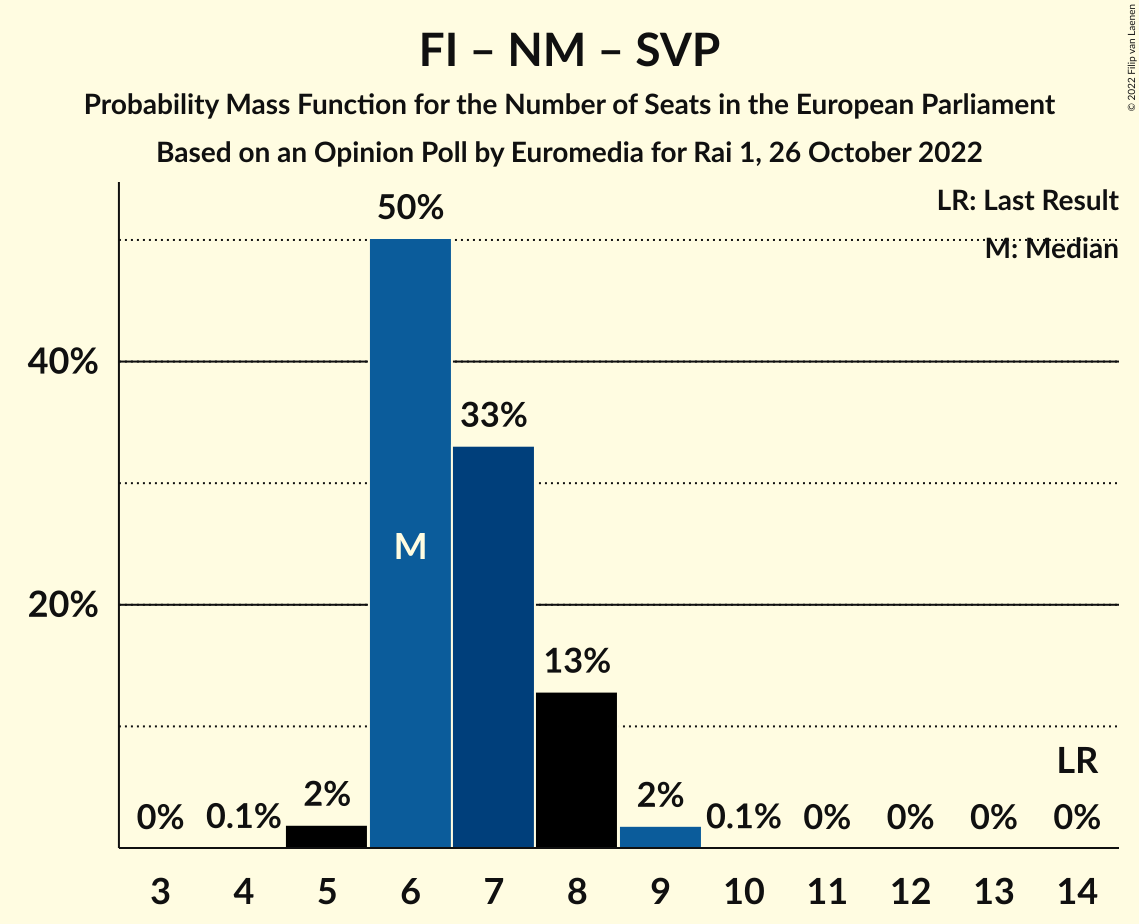 FI – NM – SVP
Probability Mass Function for the Number of Seats in the European Parliament
Based on an Opinion Poll by Euromedia for Rai 1, 26 October 2022
© 2022 Filip van Laenen
LR: Last Result
M: Median
50%
40%
33%
M
20%
13%
LR
0% 0.1% 2% 2% 0.1% 0% 0% 0% 0%
3 4 5 6 7 8 9 10 11 12 13 14